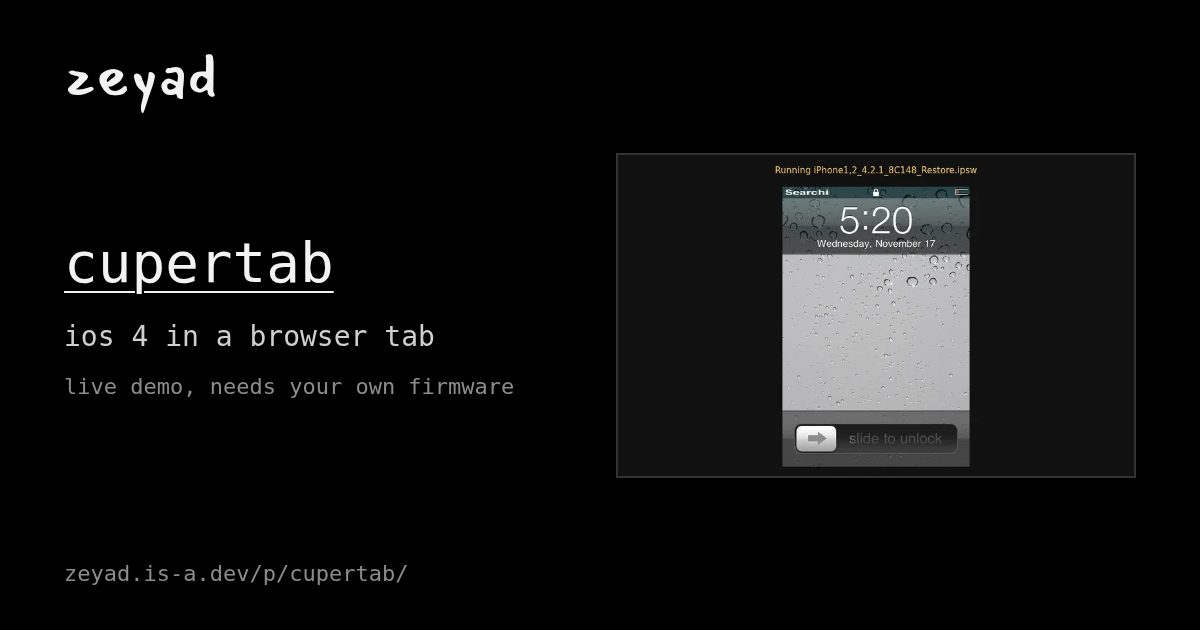 zeyad
cupertab
ios 4 in a browser tab
live demo, needs your own firmware
zeyad.is-a.dev/p/cupertab/
Running iPhone1,2_4.2.1_8C148_Restore.ipsw
Searchi
5:20
Wednesday, November 17
slide to unlock